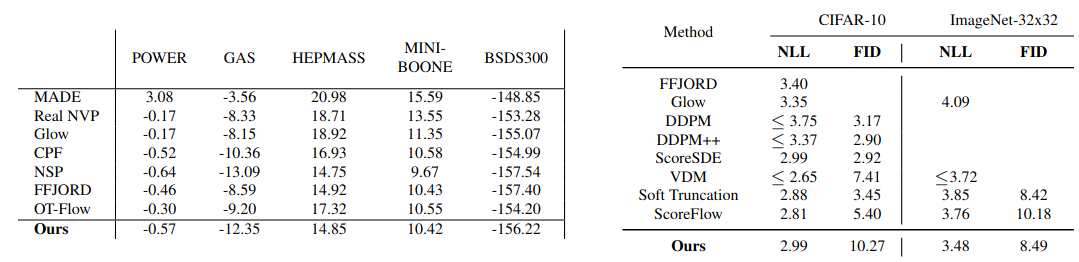 POWER GAS HEPMASS MINI-BOONE BSDS300
MADE 3.08 -3.56 20.98 15.59 -148.85
Real NVP -0.17 -8.33 18.71 13.55 -153.28
Glow -0.17 -8.15 18.92 11.35 -155.07
CPF -0.52 -10.36 16.93 10.58 -154.99
NSP -0.64 -13.09 14.75 9.67 -157.54
FFJORD -0.46 -8.59 14.92 10.43 -157.40
OT-Flow -0.30 -9.20 17.32 10.55 -154.20
Ours -0.57 -12.35 14.85 10.42 -156.22
Method CIFAR-10 ImageNet-32x32
NLL FID NLL FID
FFJORD 3.40
Glow 3.35 4.09
DDPM ≤ 3.75 3.17
DDPM++ ≤ 3.37 2.90
ScoreSDE 2.99 2.92
VDM ≤ 2.65 7.41 ≤3.72
Soft Truncation 2.88 3.45 3.85 8.42
ScoreFlow 2.81 5.40 3.76 10.18
Ours 2.99 10.27 3.48 8.49